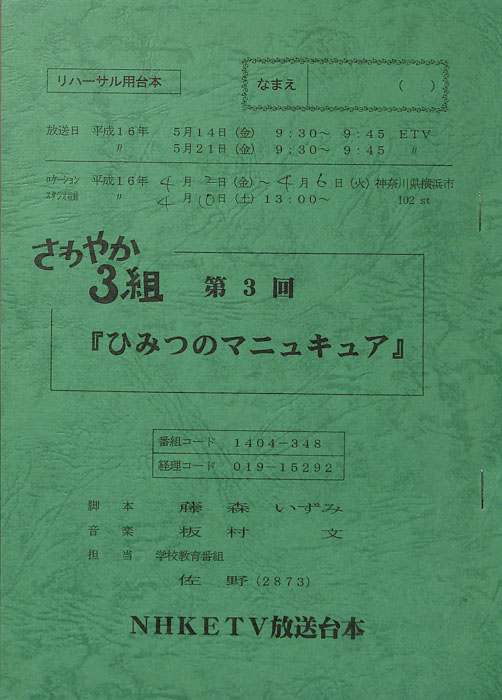 リハーサル用台本
なまえ （　　）
放送日 平成16年 5月14日（金） 9：30～ 9：45 ETV
〃 5月21日（金） 9：30～ 9：45 〃
ロケーション 平成16年 4月2日（金）～4月6日（火）神奈川県横浜市
〃 4月10日（土）13：00～ 102 st
さわやか
3組 第3回
『ひみつのマニュキュア』
番組コード 1404－348
経理コード 019－15292
脚本 藤森 いずみ
音楽 板村 文
担当 学校教育番組
佐野（2873）
NHKETV放送台本